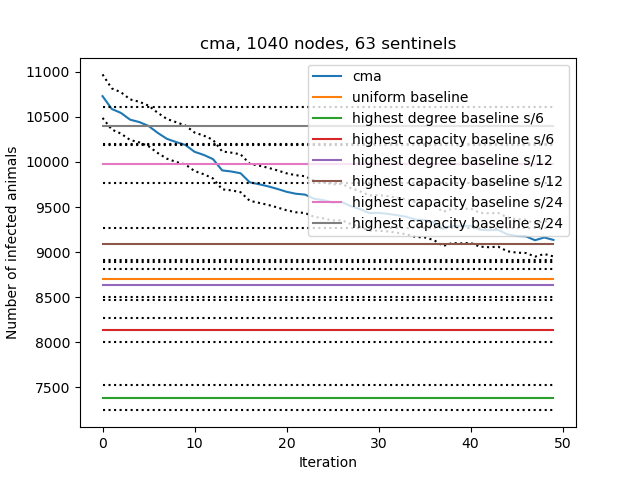 cma, 1040 nodes, 63 sentinels
Number of infected animals
11000
10500
10000
9500
9000
8500
8000
7500
cma
uniform baseline
highest degree baseline s/6
highest capacity baseline s/6
highest degree baseline s/12
highest capacity baseline s/12
highest capacity baseline s/24
highest capacity baseline s/24
0
10
20
30
40
50
Iteration